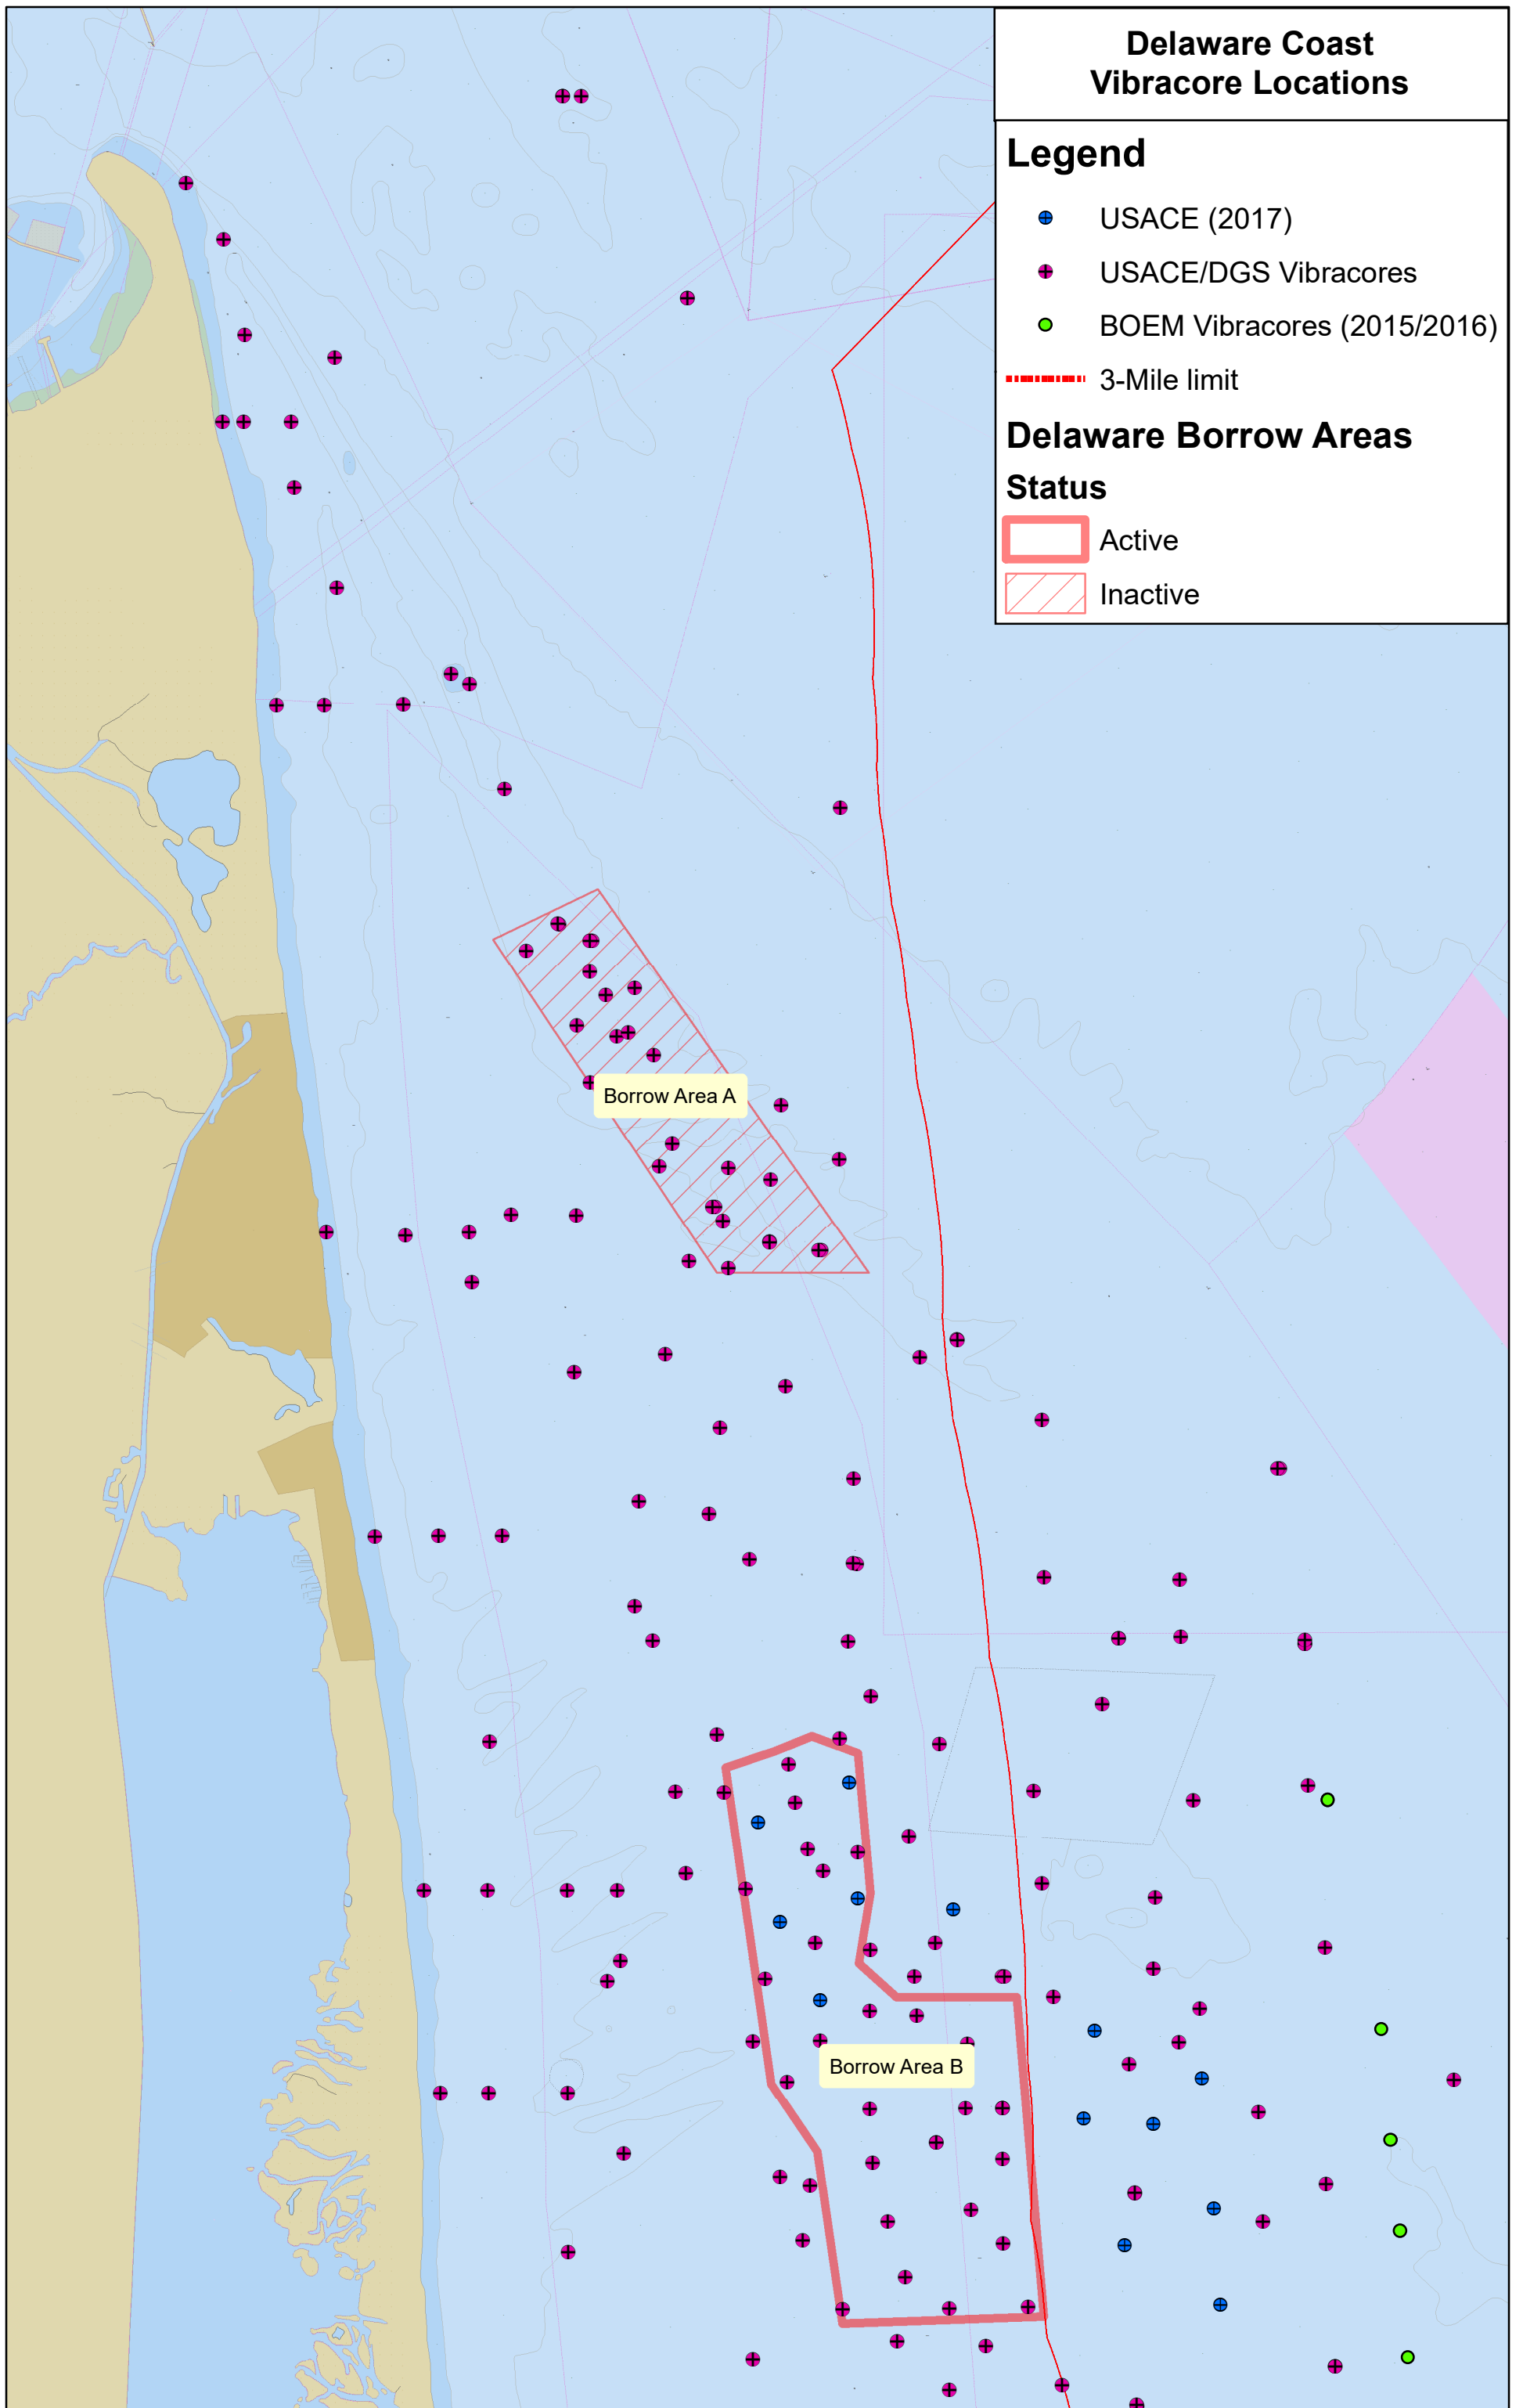 Delaware Coast
Vibracore Locations
Legend
USACE (2017)
USACE/DGS Vibracores
BOEM Vibracores (2015/2016)
3-Mile limit
Delaware Borrow Areas
Status
Active
Inactive
Borrow Area A
Borrow Area B